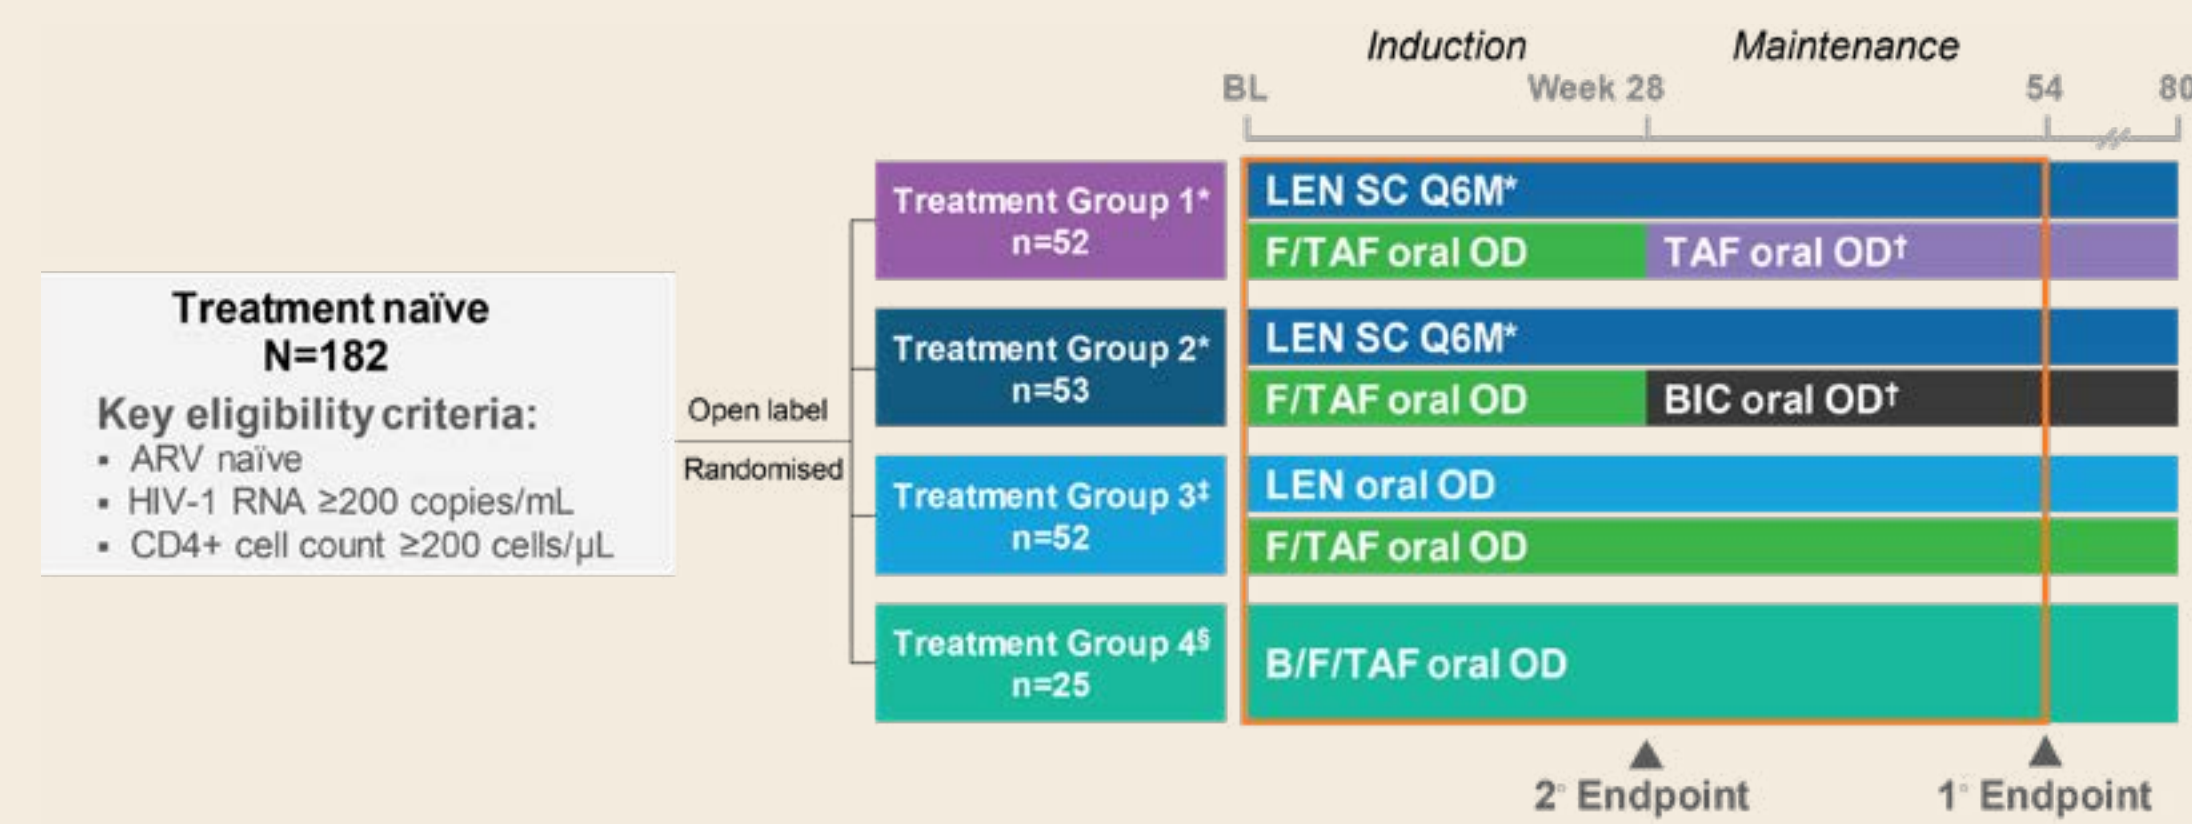 Induction
Maintenance
BL
Week 28
54
80
Treatment naïve
N=182
Key eligibility criteria:
▪ ARV naïve
▪ HIV-1 RNA ≥200 copies/mL
▪ CD4+ cell count ≥200 cells/µL
Open label
Randomised
Treatment Group 1*
n=52
LEN SC Q6M*
F/TAF oral OD
TAF oral OD†
Treatment Group 2*
n=53
LEN SC Q6M*
F/TAF oral OD
BIC oral OD†
Treatment Group 3‡
n=52
LEN oral OD
F/TAF oral OD
Treatment Group 4§
n=25
B/F/TAF oral OD
2° Endpoint
1° Endpoint